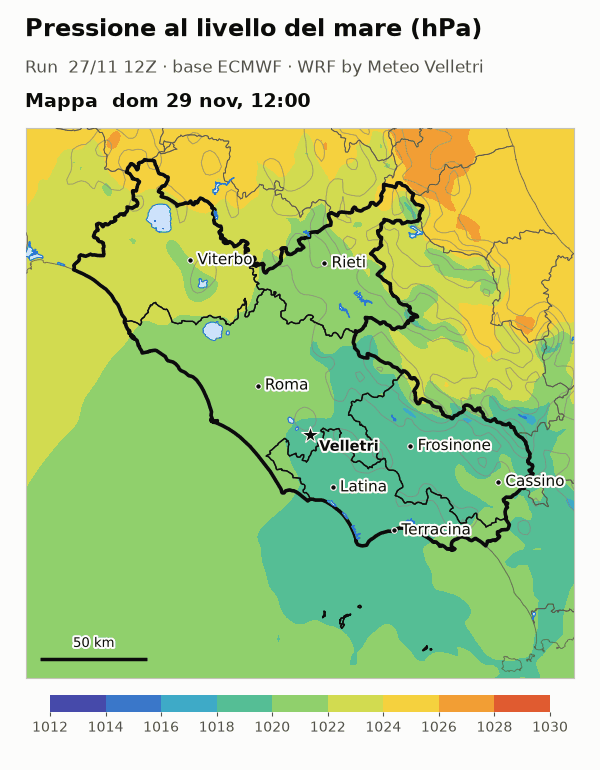 Pressione al livello del mare (hPa)
Run  27/11 12Z · base ECMWF · WRF by Meteo Velletri
Mappa  dom 29 nov, 12:00
Viterbo
Rieti
Roma
Velletri
Frosinone
Cassino
Latina
Terracina
50 km
1012 1014 1016 1018 1020 1022 1024 1026 1028 1030